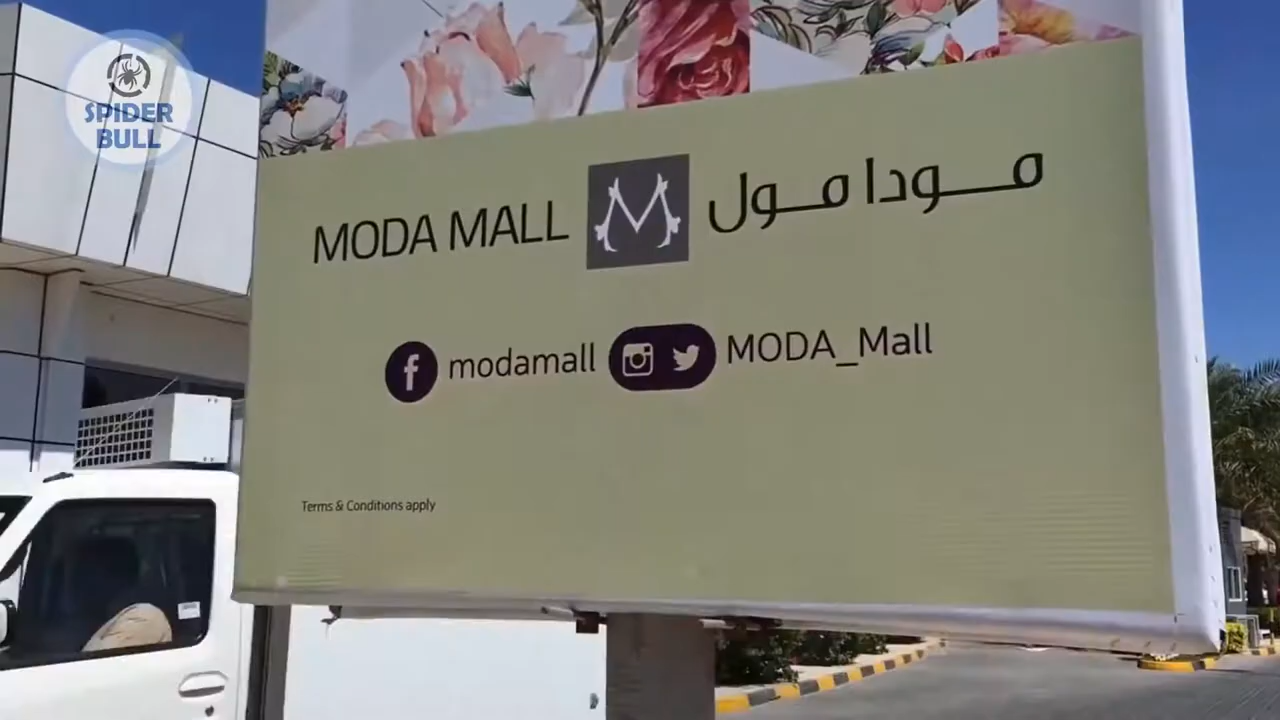 SPIDER
BULL
MODA MALL M مودا مول
modamall MODA_Mall
Terms & Conditions apply